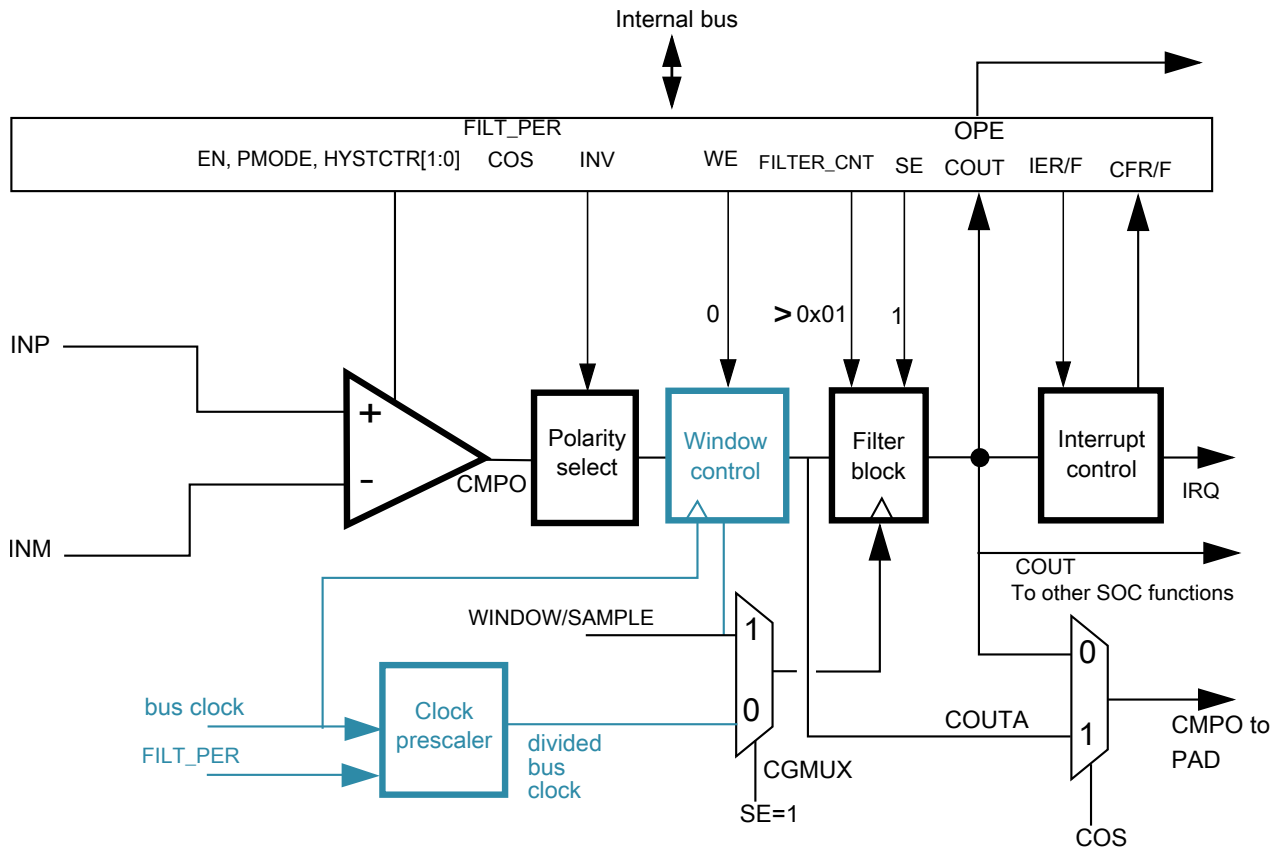 Internal bus
FILT_PER
OPE
EN, PMODE, HYSTCTR[1:0]
COS
INV
WE
FILTER_CNT
SE
COUT
IER/F
CFR/F
0
> 0x01
1
INP
+
-
INM
CMPO
Polarity
select
Window
control
Filter
block
Interrupt
control
IRQ
COUT
To other SOC functions
WINDOW/SAMPLE
1
0
CGMUX
SE=1
bus clock
FILT_PER
Clock
prescaler
divided
bus
clock
COUTA
0
1
CMPO to
PAD
COS